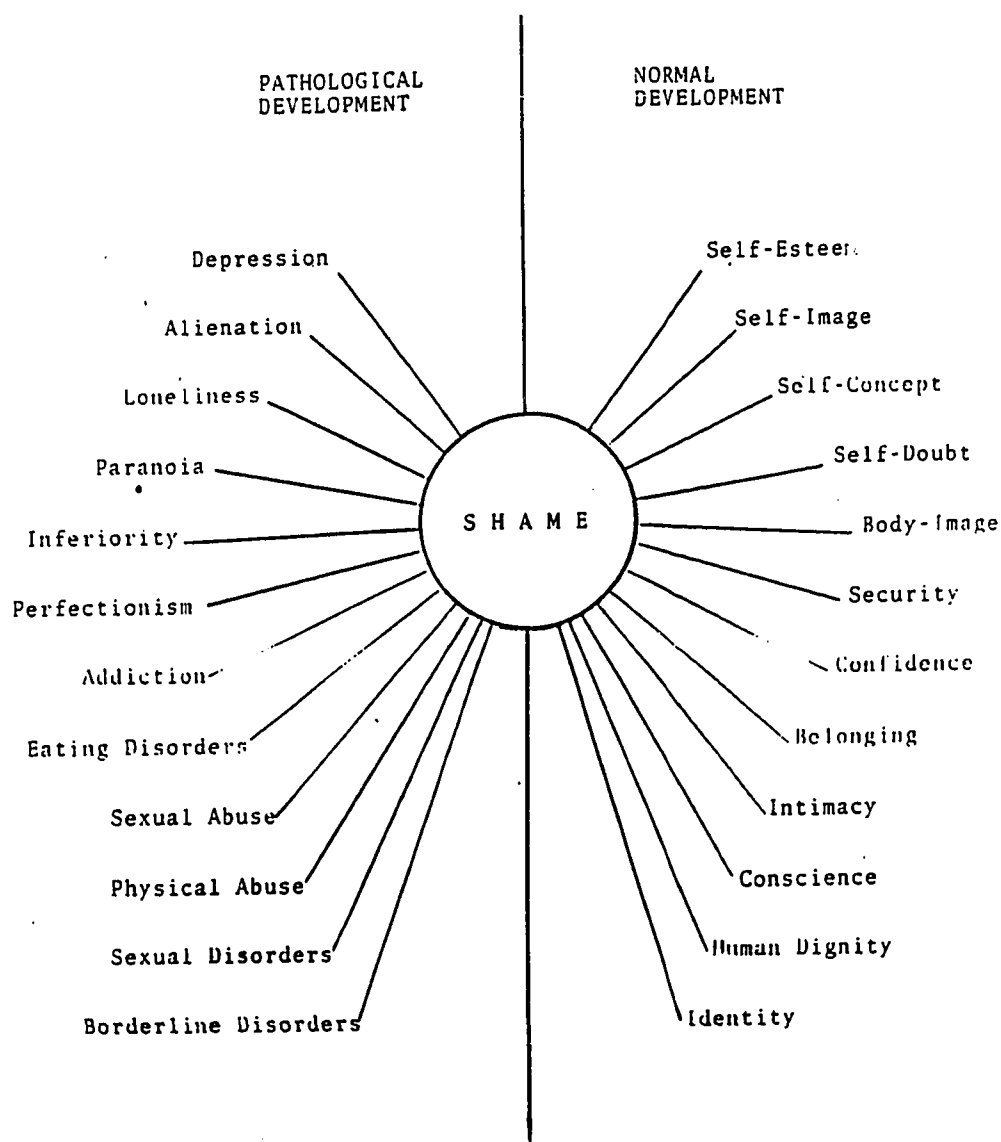 PATHOLOGICAL
DEVELOPMENT
NORMAL
DEVELOPMENT
Depression
Alienation
Loneliness
Paranoia
Inferiority
Perfectionism
Addiction
Eating Disorders
Sexual Abuse
Physical Abuse
Sexual Disorders
Borderline Disorders
S H A M E
Self-Esteem
Self-Image
Self-Concept
Self-Doubt
Body-Image
Security
Confidence
Belonging
Intimacy
Conscience
Human Dignity
Identity